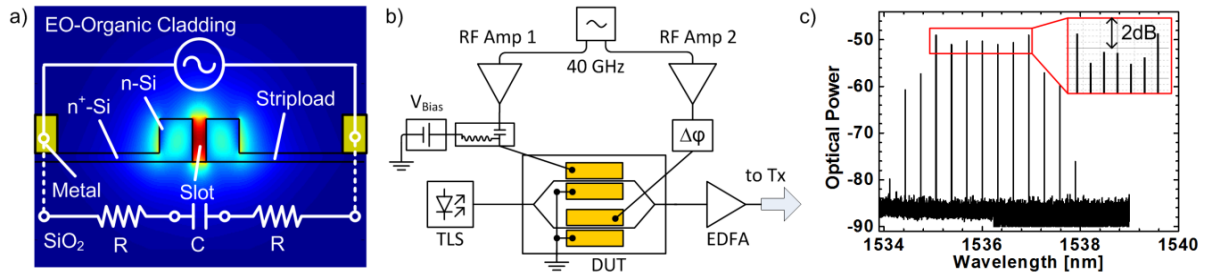 a)
EO-Organic Cladding
n-Si
n⁺-Si
Stripload
Metal
Slot
SiO₂
R
C
R
b)
RF Amp 1
RF Amp 2
40 GHz
V_Bias
Δφ
to Tx
TLS
DUT
EDFA
c)
Optical Power
-50
-60
-70
-80
-90
2dB
1534
1536
1538
1540
Wavelength [nm]